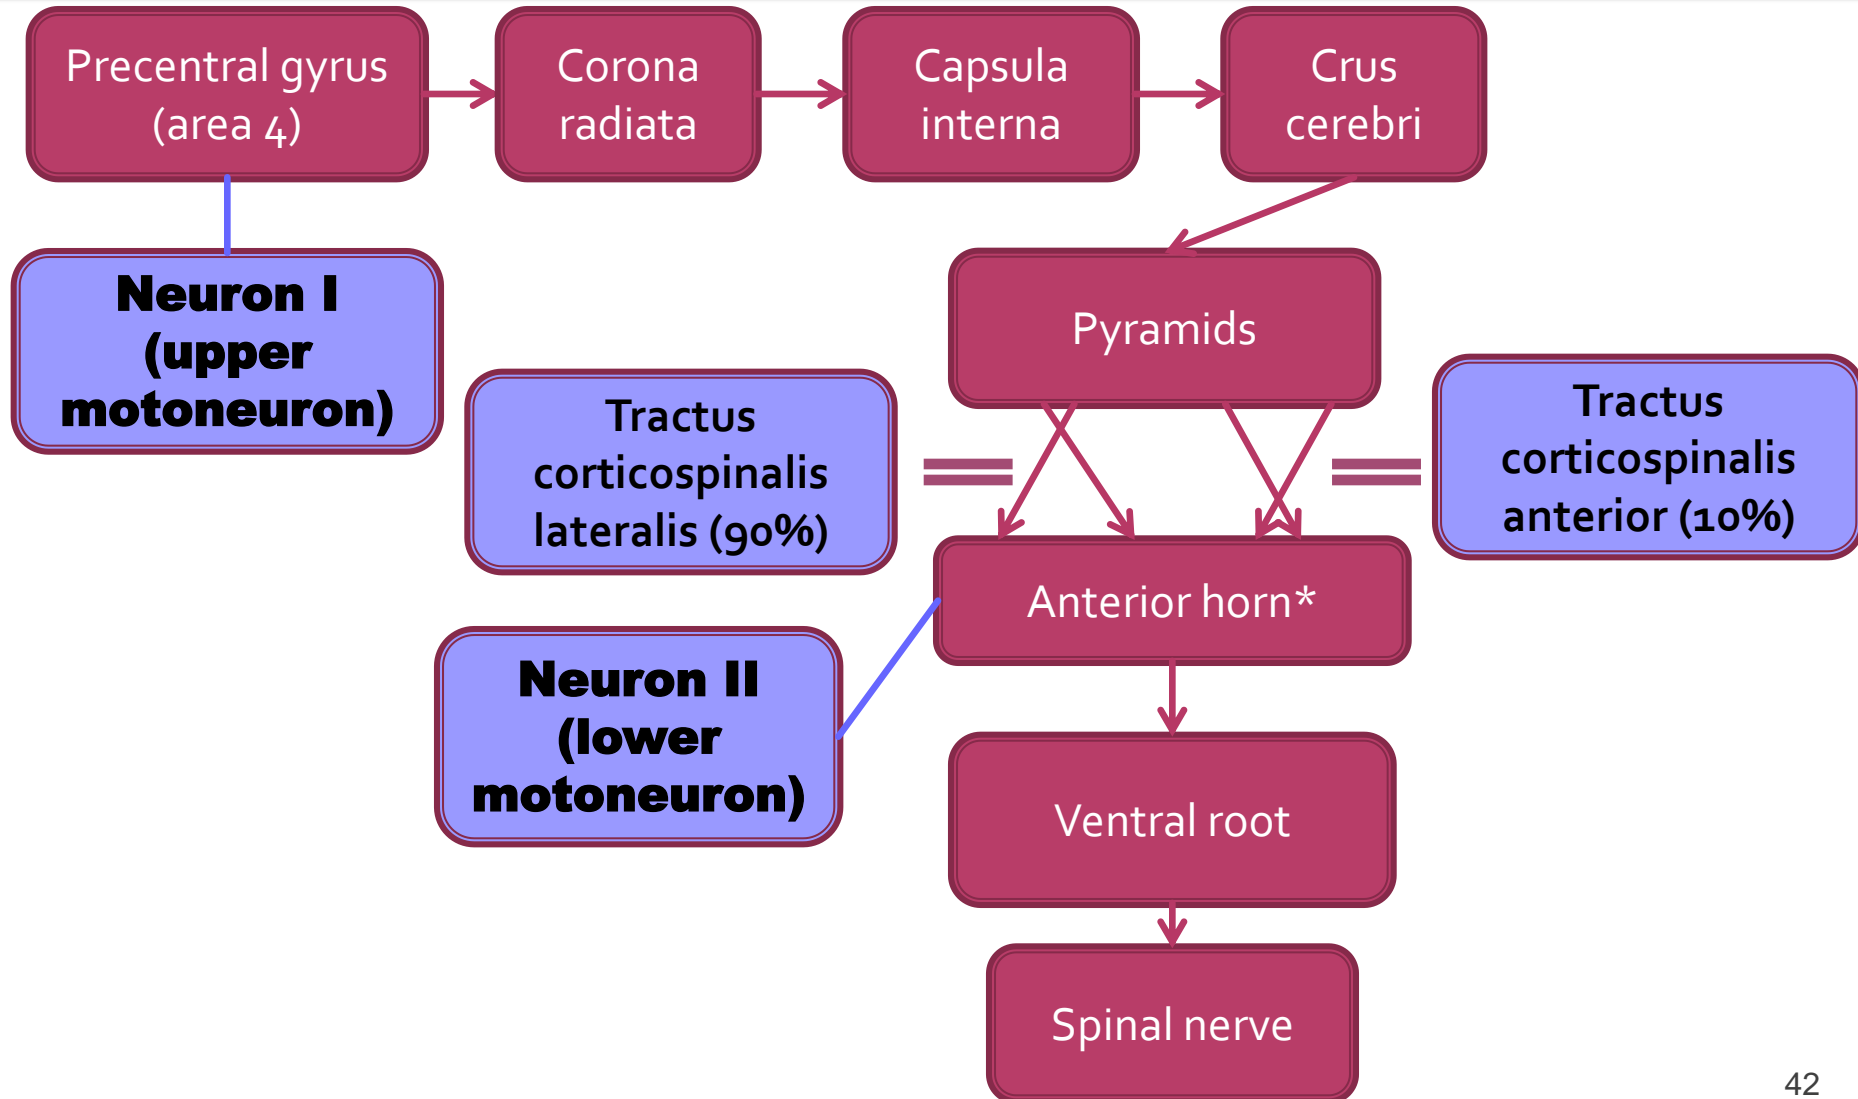 Precentral gyrus
(area 4)
Corona
radiata
Capsula
interna
Crus
cerebri
Neuron I
(upper
motoneuron)
Pyramids
Tractus
corticospinalis
lateralis (90%)
Tractus
corticospinalis
anterior (10%)
Anterior horn*
Neuron II
(lower
motoneuron)
Ventral root
Spinal nerve
42